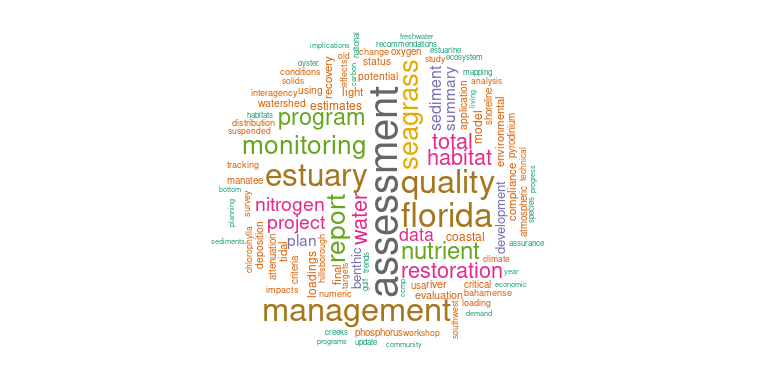 freshwater
implications
national
recommendations
change
oxygen
estuarine
old
status
study
ecosystem
oyster
effects
carbon
conditions
recovery
potential
seagrass
sediment
summary
mapping
solids
analysis
interagency
using
light
application
living
shoreline
watershed
estimates
habitats
program
assessment
model
environmental
distribution
suspended
monitoring
total
pyrodinium
habitat
tracking
manatee
estuary
quality
technical
bottom
progress
survey
planning
nitrogen
report
water
florida
development
compliance
atmospheric
species
project
sediments
chlorophylla
deposition
attenuation
tidal
plan
data
coastal
assurance
benthic
nutrient
criteria
loadings
hillsborough
final
targets
gulf
trends
restoration
climate
year
impacts
numeric
ccmp
usa
river
critical
economic
evaluation
bahamense
management
loading
southwest
demand
creeks
phosphorus
workshop
programs
update
community